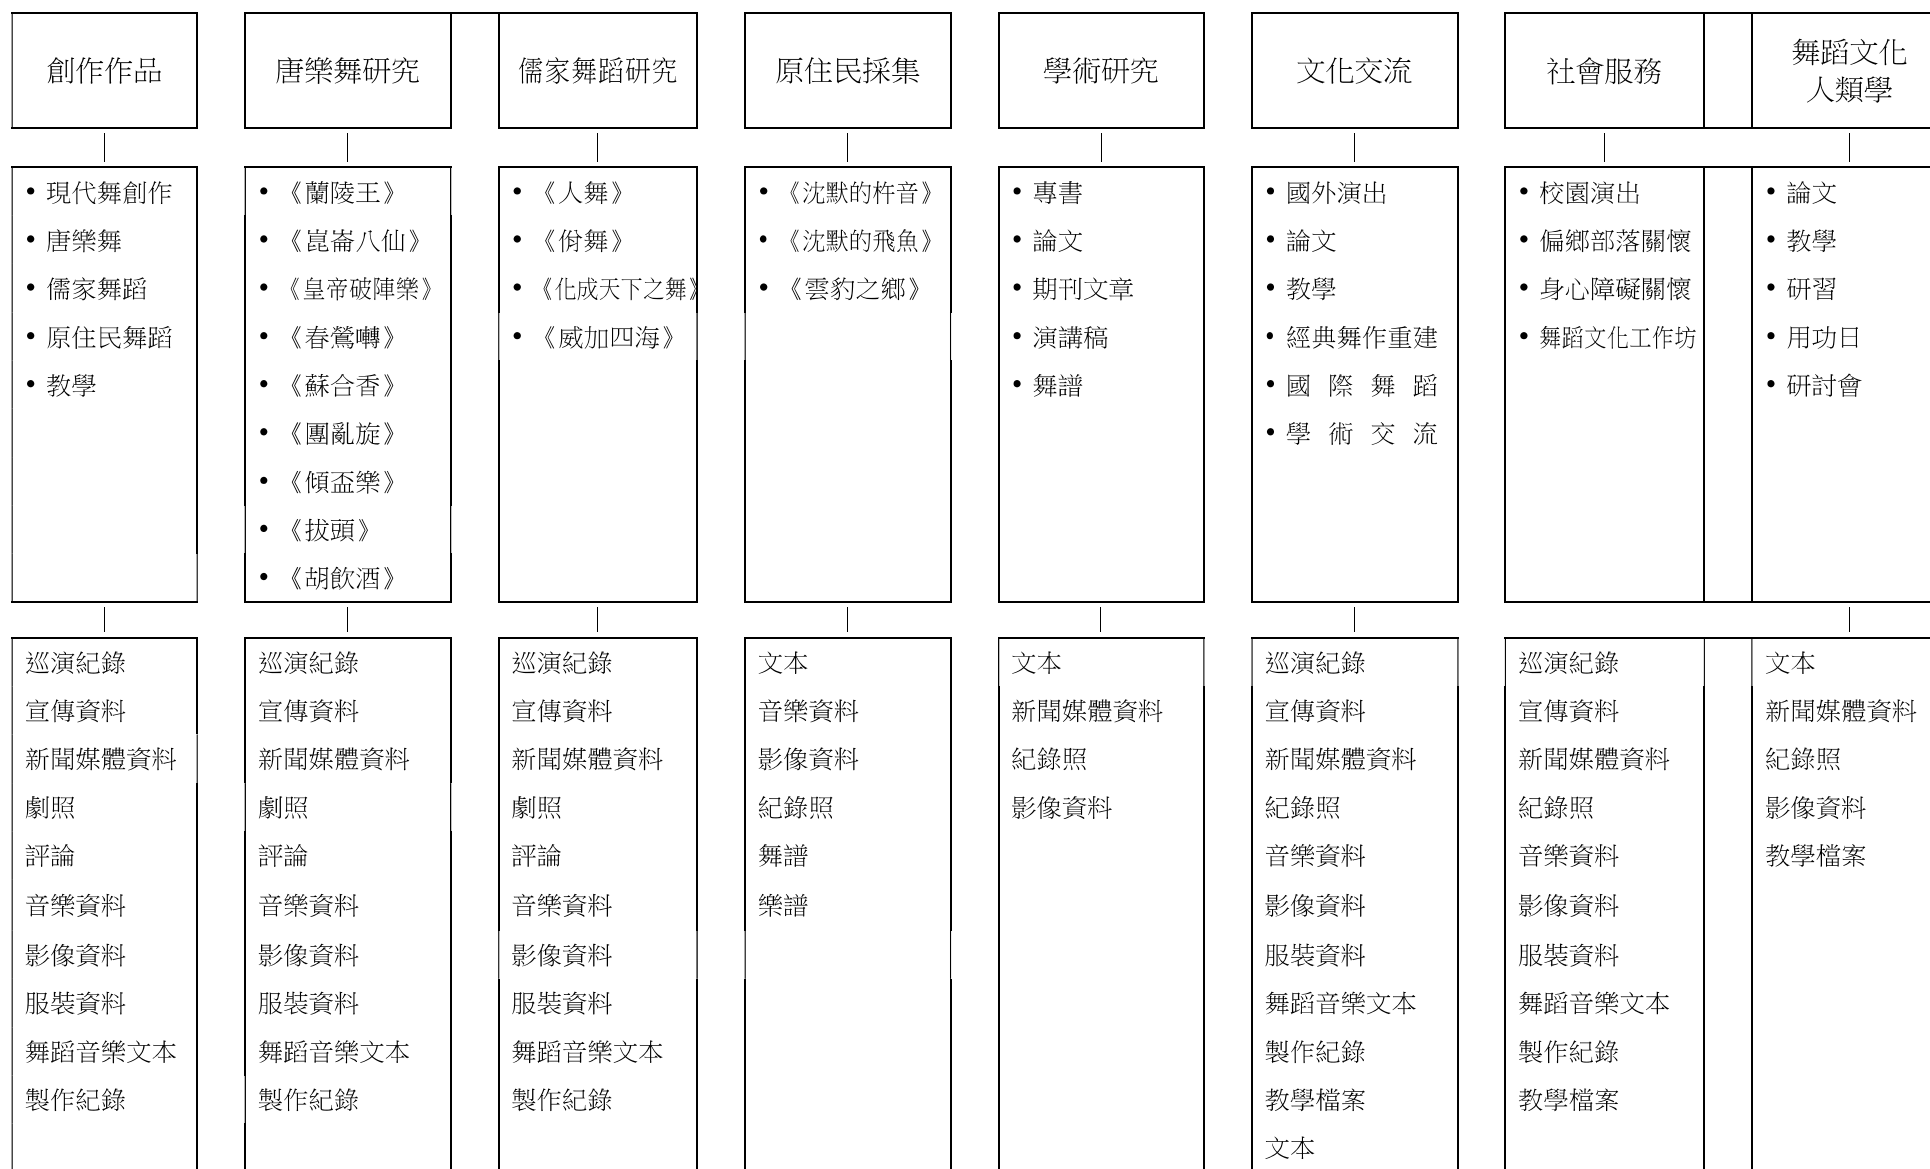 創作作品
唐樂舞研究
儒家舞蹈研究
原住民採集
學術研究
文化交流
社會服務
舞蹈文化
人類學
• 現代舞創作
• 唐樂舞
• 儒家舞蹈
• 原住民舞蹈
• 教學
• 《蘭陵王》
• 《崑崙八仙》
• 《皇帝破陣樂》
• 《春鶯囀》
• 《蘇合香》
• 《團亂旋》
• 《傾盃樂》
• 《拔頭》
• 《胡飲酒》
• 《人舞》
• 《佾舞》
• 《化成天下之舞》
• 《威加四海》
• 《沈默的杵音》
• 《沈默的飛魚》
• 《雲豹之鄉》
• 專書
• 論文
• 期刊文章
• 演講稿
• 舞譜
• 國外演出
• 論文
• 教學
• 經典舞作重建
• 國際舞蹈
• 學術交流
• 校園演出
• 偏鄉部落關懷
• 身心障礙關懷
• 舞蹈文化工作坊
• 論文
• 教學
• 研習
• 用功日
• 研討會
巡演紀錄
宣傳資料
新聞媒體資料
劇照
評論
音樂資料
影像資料
服裝資料
舞蹈音樂文本
製作紀錄
巡演紀錄
宣傳資料
新聞媒體資料
劇照
評論
音樂資料
影像資料
服裝資料
舞蹈音樂文本
製作紀錄
巡演紀錄
宣傳資料
新聞媒體資料
劇照
評論
音樂資料
影像資料
服裝資料
舞蹈音樂文本
製作紀錄
文本
音樂資料
影像資料
紀錄照
舞譜
樂譜
文本
新聞媒體資料
紀錄照
影像資料
巡演紀錄
宣傳資料
新聞媒體資料
紀錄照
音樂資料
影像資料
服裝資料
舞蹈音樂文本
製作紀錄
教學檔案
文本
巡演紀錄
宣傳資料
新聞媒體資料
紀錄照
音樂資料
影像資料
服裝資料
舞蹈音樂文本
製作紀錄
教學檔案
文本
新聞媒體資料
紀錄照
影像資料
教學檔案